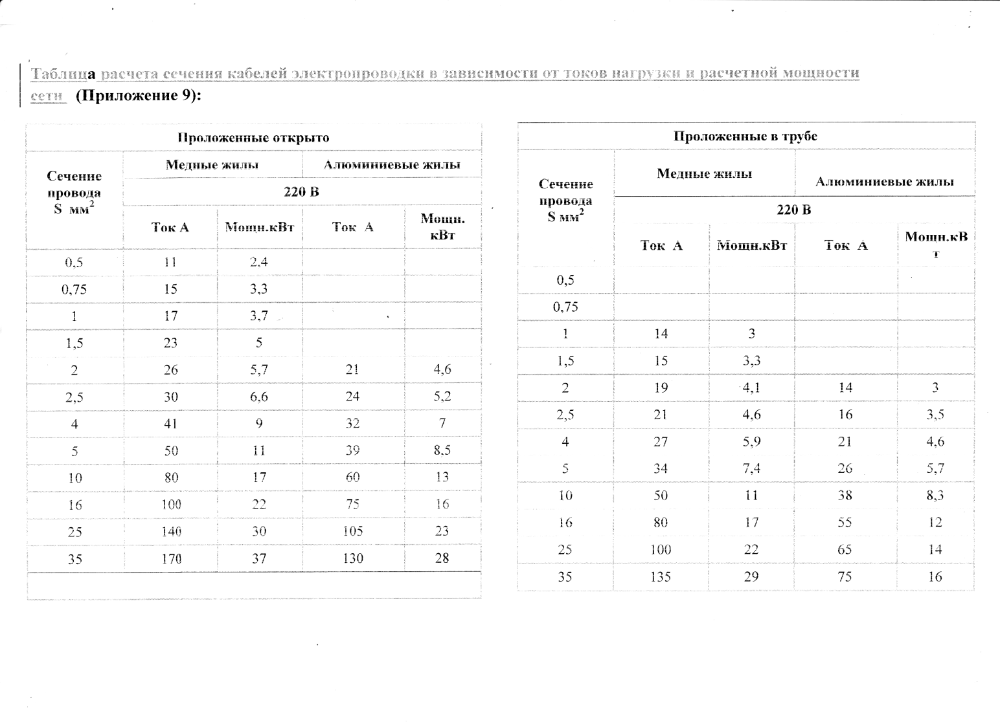 Таблица расчета сечения кабелей электропроводки в зависимости от токов нагрузки и расчетной мощности
сети (Приложение 9):
Проложенные открыто
Сечение
провода
S мм2
Медные жилы Алюминиевые жилы
220 В
Ток А Мощн.кВт Ток А Мощн.
кВт
0,5 11 2,4
0,75 15 3,3
1 17 3,7
1,5 23 5
2 26 5,7 21 4,6
2,5 30 6,6 24 5,2
4 41 9 32 7
5 50 11 39 8,5
10 80 17 60 13
16 100 22 75 16
25 140 30 105 23
35 170 37 130 28
Проложенные в трубе
Сечение
провода
S мм2
Медные жилы Алюминиевые жилы
220 В
Ток А Мощн.кВт Ток А Мощн.кВ
т
0,5
0,75
1 14 3
1,5 15 3,3
2 19 4,1 14 3
2,5 21 4,6 16 3,5
4 27 5,9 21 4,6
5 34 7,4 26 5,7
10 50 11 38 8,3
16 80 17 55 12
25 100 22 65 14
35 135 29 75 16